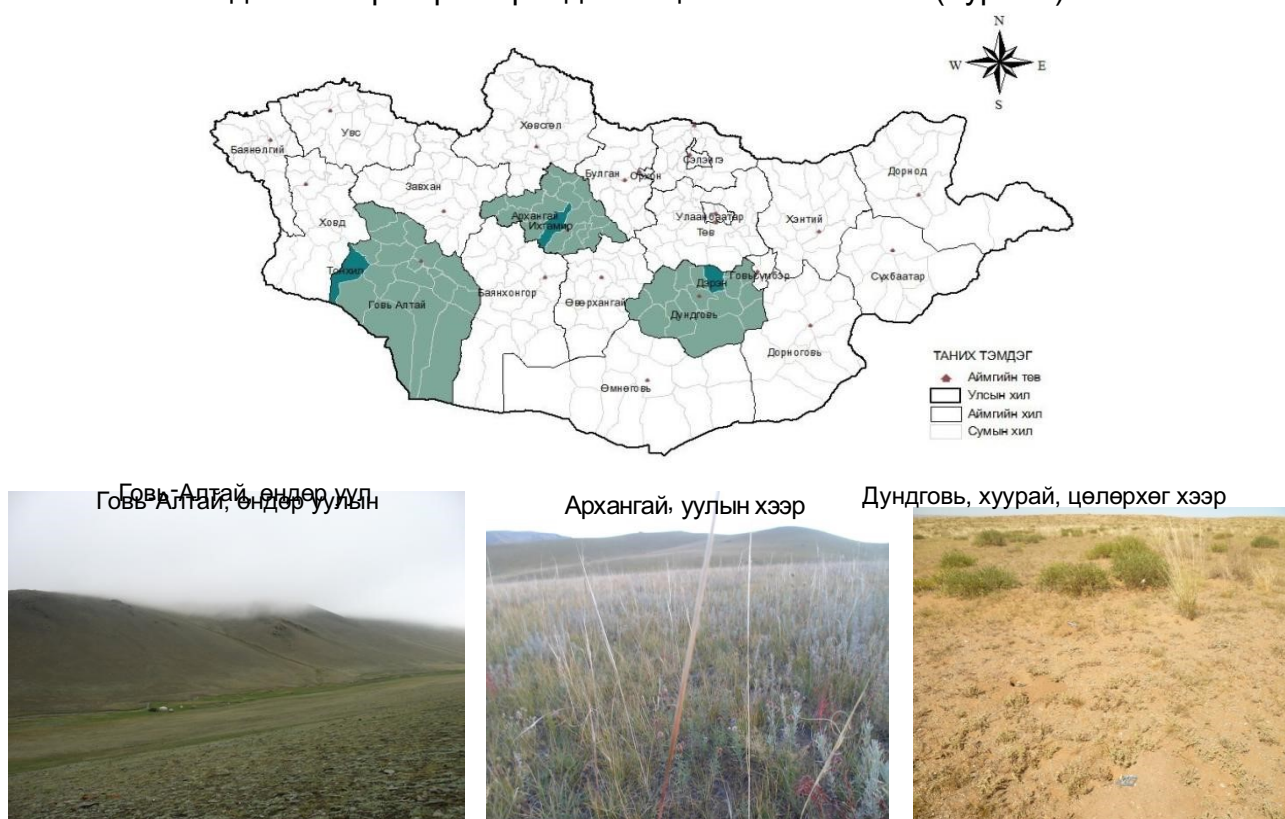 N
W E
S
Увс
Баянөлгий
Хөвсгөл
Завхан
Булган
Орхон
Сэлэнгэ
Дорнод
Ховд
Архангай
Ихтамир
Улаанбаатар
Төв
Хэнтий
Тонхил
Говь Алтай
Баянхонгор
Өвөрхангай
Дэрэн
Говьсүмбэр
Сүхбаатар
Дундговь
Дорноговь
Өмнөговь
ТАНИХ ТЭМДЭГ
Аймгийн төв
Улсын хил
Аймгийн хил
Сумын хил
Говь-Алтай, өндөр уул
Говь-Алтай, өндөр уулын
Архангай, уулын хээр
Дундговь, хуурай, цөлөрхөг хээр